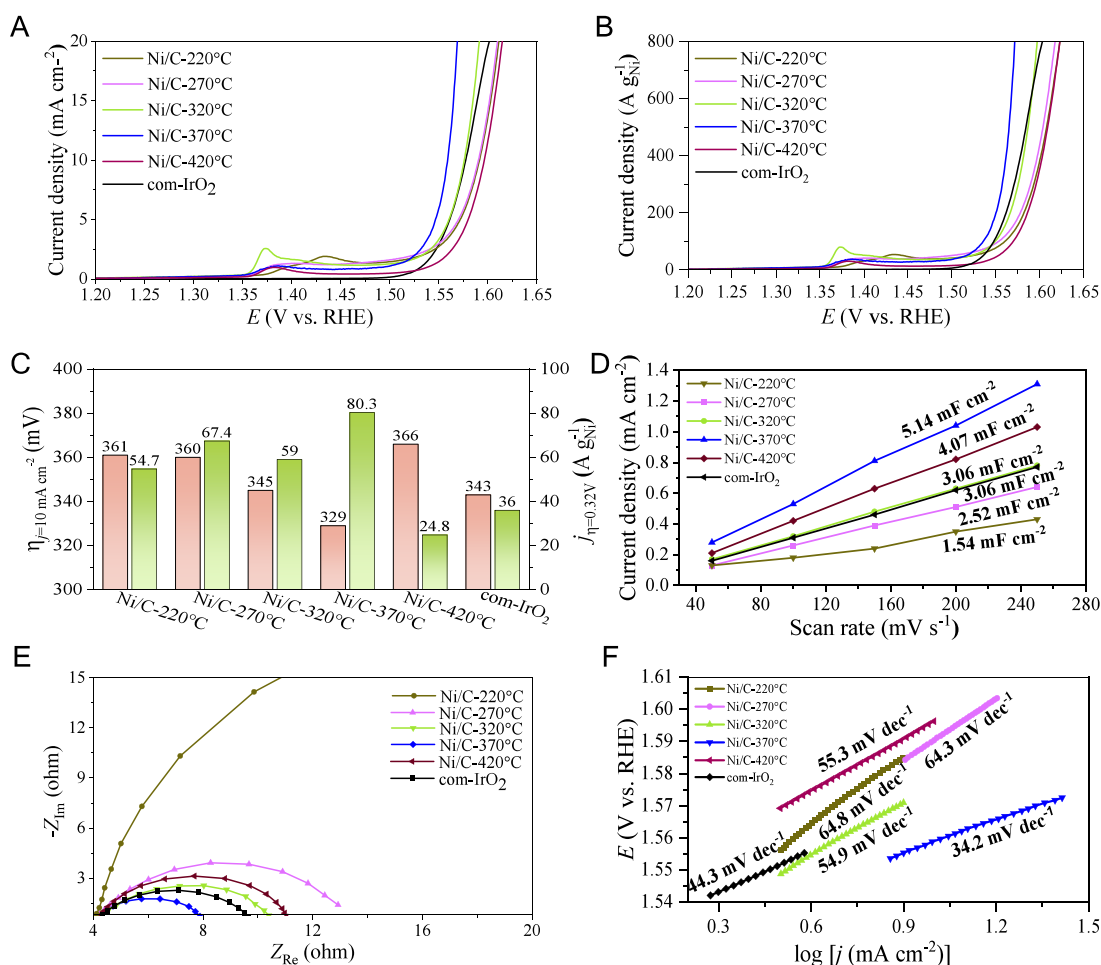 A
20
15
10
5
0
Current density (mA cm-2)
Ni/C-220°C
Ni/C-270°C
Ni/C-320°C
Ni/C-370°C
Ni/C-420°C
com-IrO2
1.20 1.25 1.30 1.35 1.40 1.45 1.50 1.55 1.60 1.65
E (V vs. RHE)
B
800
600
400
200
0
Current density (A g-1Ni)
Ni/C-220°C
Ni/C-270°C
Ni/C-320°C
Ni/C-370°C
Ni/C-420°C
com-IrO2
1.20 1.25 1.30 1.35 1.40 1.45 1.50 1.55 1.60 1.65
E (V vs. RHE)
C
400
380
360
340
320
300
ηj=10 mA cm-2 (mV)
361 54.7 360 67.4 345 59 329 80.3 366 24.8 343 36
100
80
60
40
20
0
jη=0.32V (A g-1Ni)
Ni/C-220°C Ni/C-270°C Ni/C-320°C Ni/C-370°C Ni/C-420°C com-IrO2
D
1.4
1.2
1.0
0.8
0.6
0.4
0.2
0.0
Current density (mA cm-2)
Ni/C-220°C
Ni/C-270°C
Ni/C-320°C
Ni/C-370°C
Ni/C-420°C
com-IrO2
5.14 mF cm-2
4.07 mF cm-2
3.06 mF cm-2
3.06 mF cm-2
2.52 mF cm-2
1.54 mF cm-2
40 80 120 160 200 240 280
Scan rate (mV s-1)
E
15
12
9
6
3
-ZIm (ohm)
Ni/C-220°C
Ni/C-270°C
Ni/C-320°C
Ni/C-370°C
Ni/C-420°C
com-IrO2
4 8 12 16 20
ZRe (ohm)
F
1.60
1.59
1.58
1.57
1.56
1.55
1.54
E (V vs. RHE)
Ni/C-220°C
Ni/C-270°C
Ni/C-320°C
Ni/C-370°C
Ni/C-420°C
com-IrO2
55.3 mV dec-1
64.3 mV dec-1
64.8 mV dec-1
54.9 mV dec-1
44.3 mV dec-1
34.2 mV dec-1
0.3 0.6 0.9 1.2 1.5
log [j (mA cm-2)]